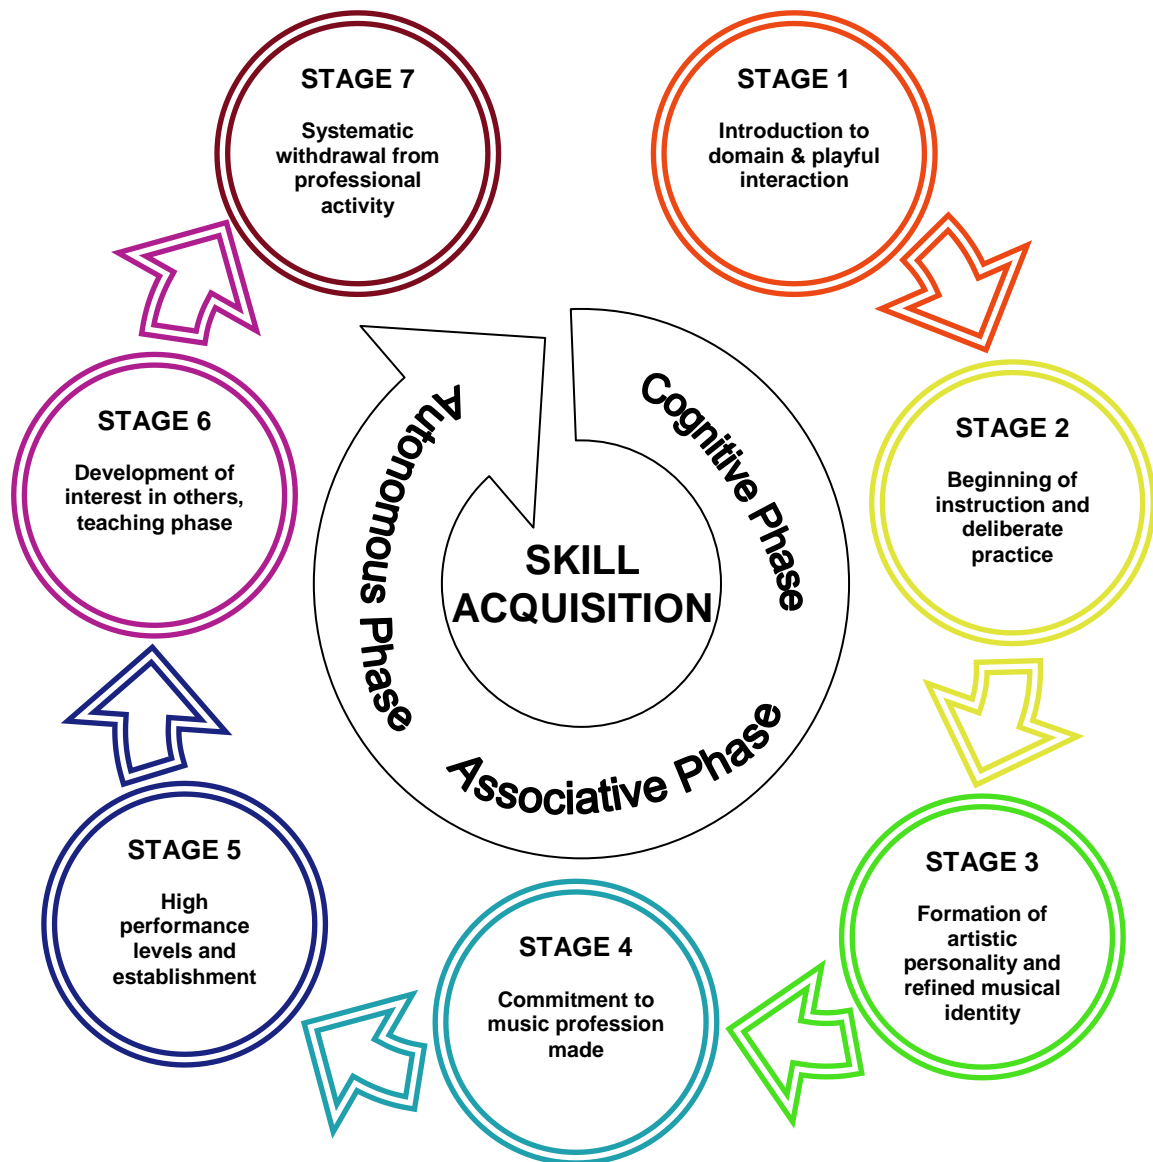 STAGE 1
Introduction to
domain & playful
interaction
STAGE 2
Beginning of
instruction and
deliberate
practice
STAGE 3
Formation of
artistic
personality and
refined musical
identity
STAGE 4
Commitment to
music profession
made
STAGE 5
High
performance
levels and
establishment
STAGE 6
Development of
interest in others,
teaching phase
STAGE 7
Systematic
withdrawal from
professional
activity
Cognitive Phase
Associative Phase
Automomous Phase
SKILL
ACQUISITION